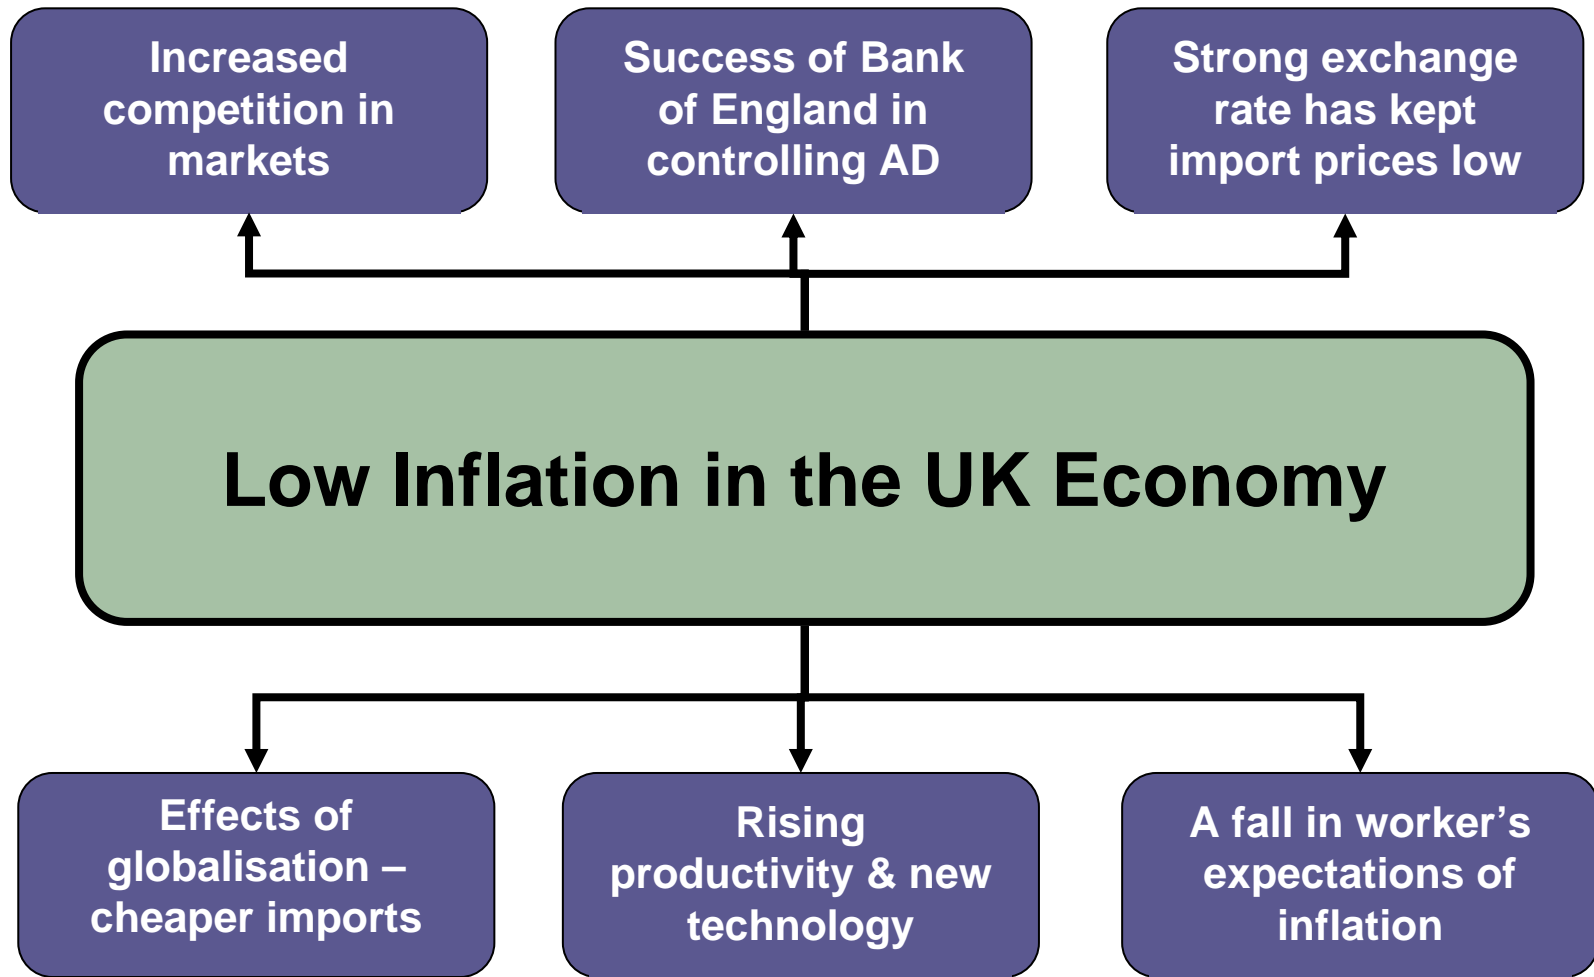 Increased
competition in
markets
Success of Bank
of England in
controlling AD
Strong exchange
rate has kept
import prices low
Low Inflation in the UK Economy
Effects of
globalisation –
cheaper imports
Rising
productivity & new
technology
A fall in worker’s
expectations of
inflation